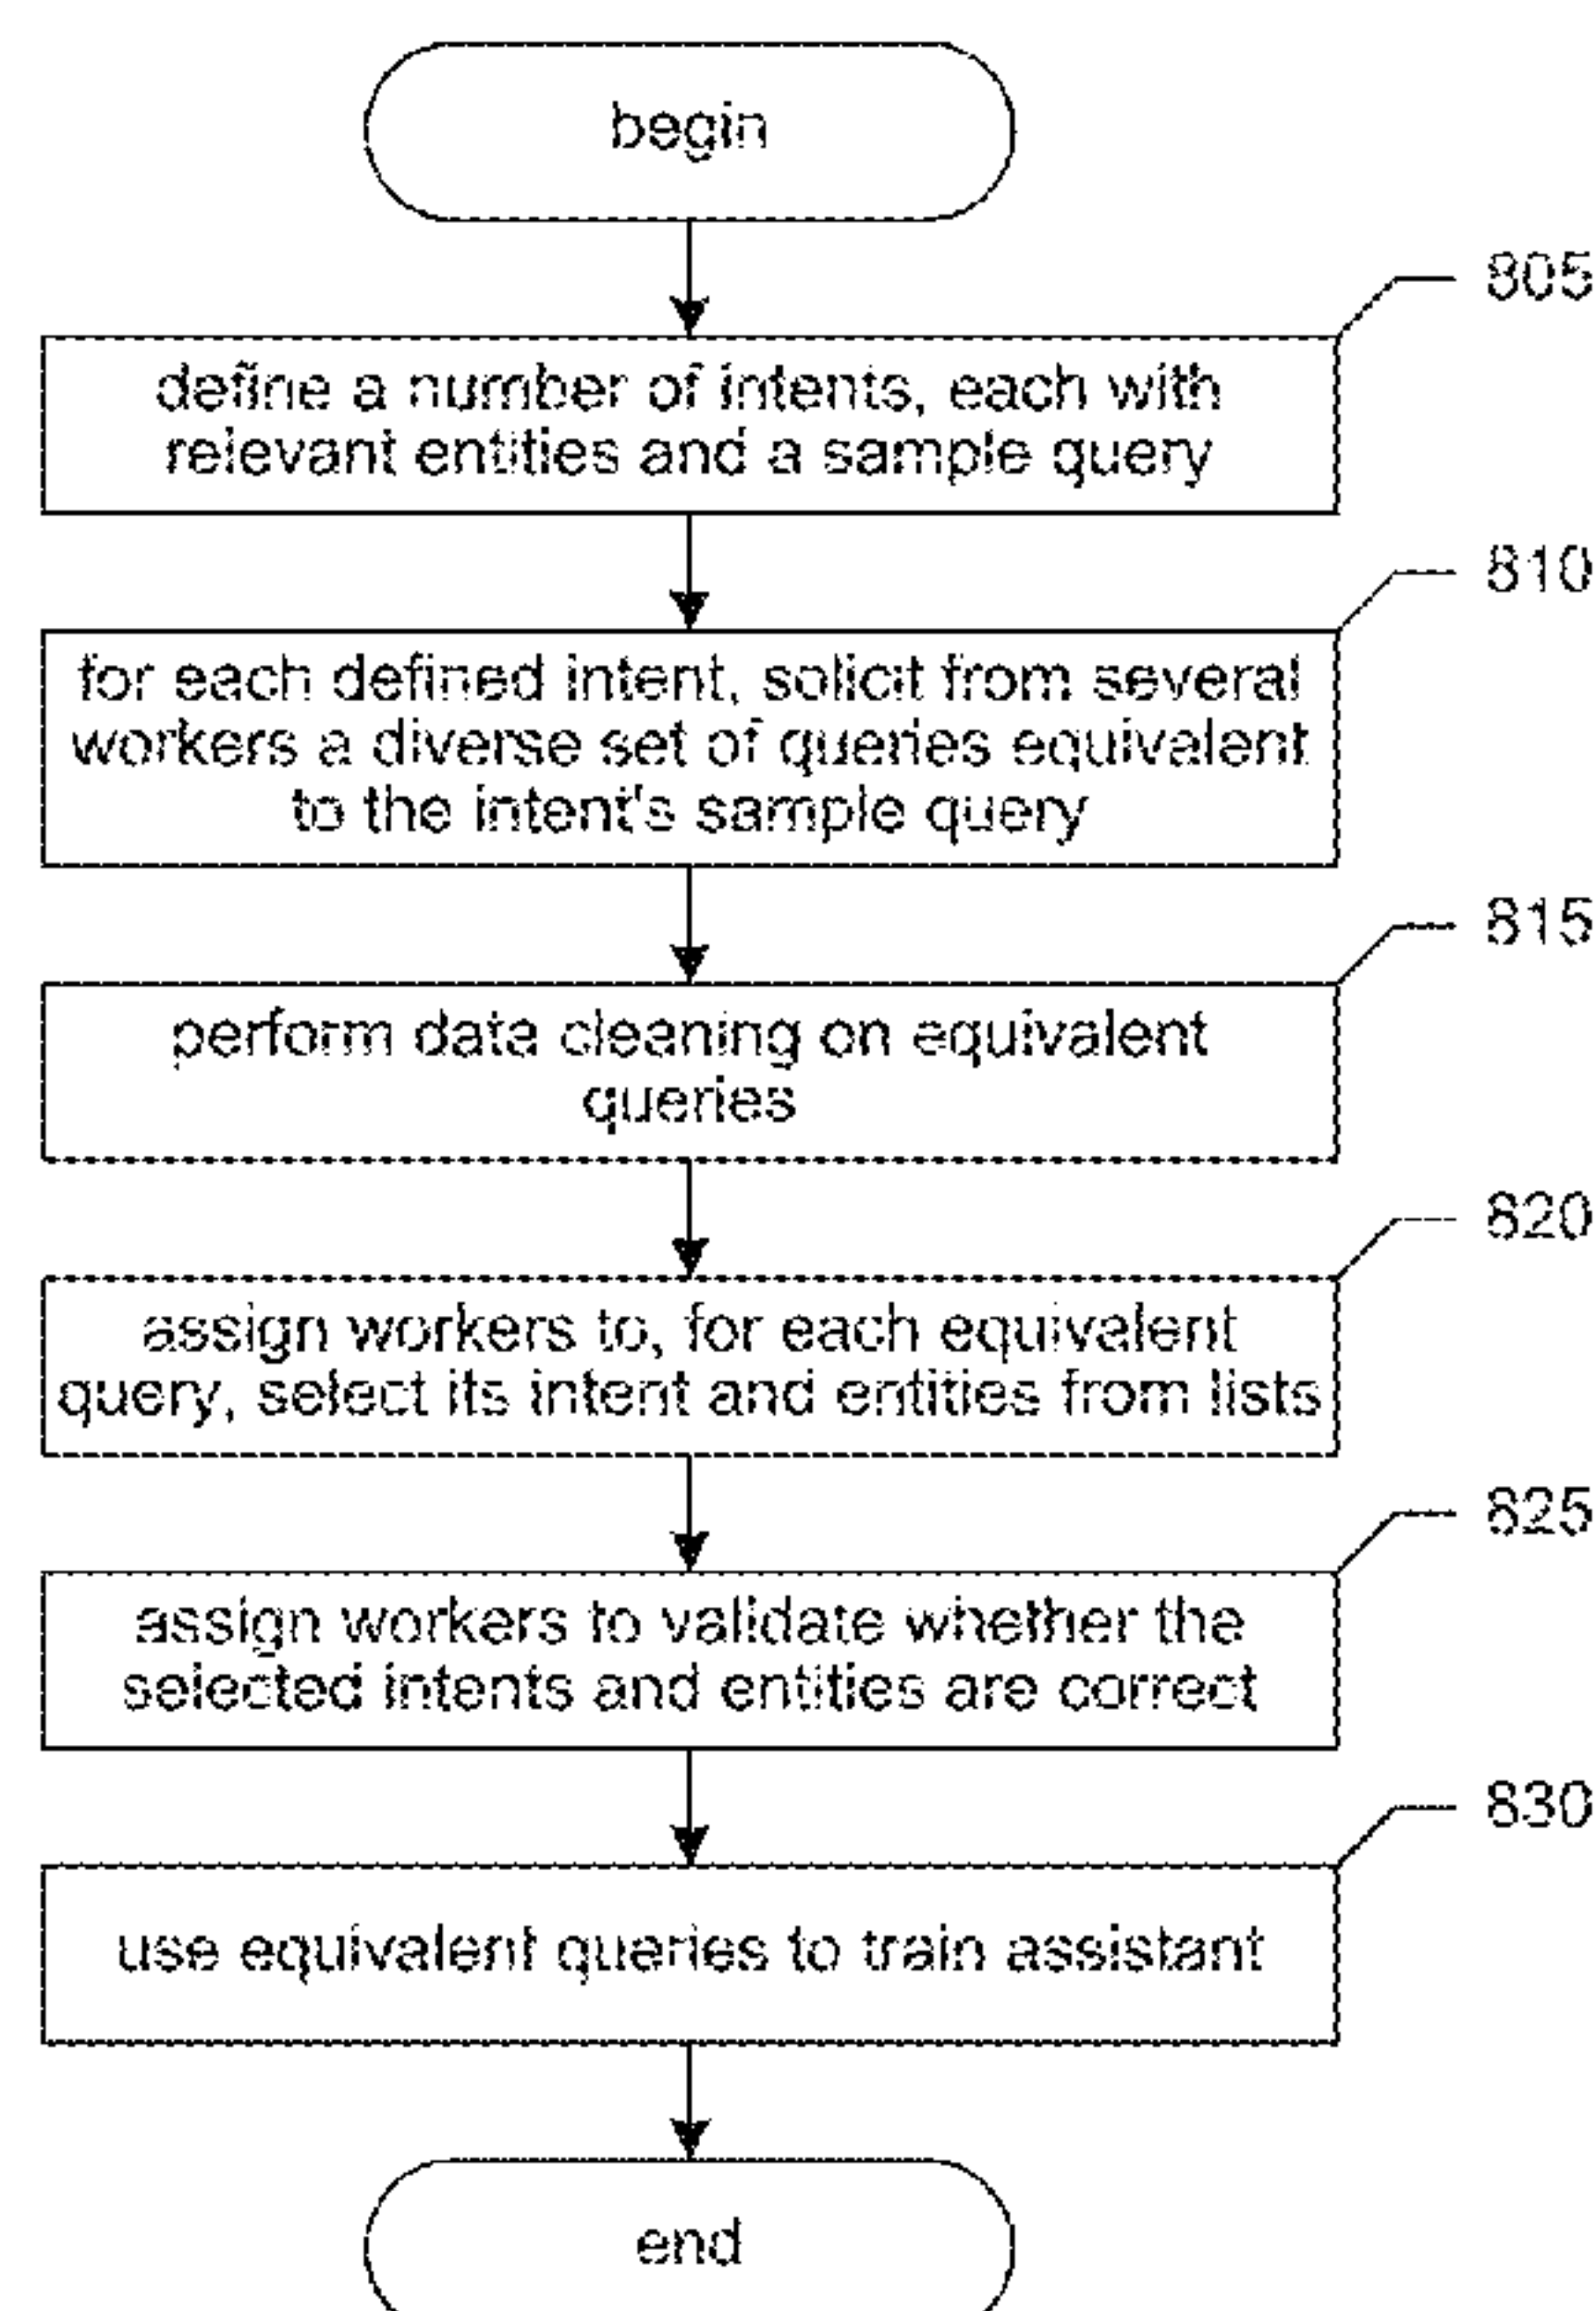 begin
805
define a number of intents, each with
relevant entities and a sample query
810
for each defined intent, solicit from several
workers a diverse set of queries equivalent
to the intent's sample query
815
perform data cleaning on equivalent
queries
820
assign workers to, for each equivalent
query, select its intent and entities from lists
825
assign workers to validate whether the
selected intents and entities are correct
830
use equivalent queries to train assistant
end